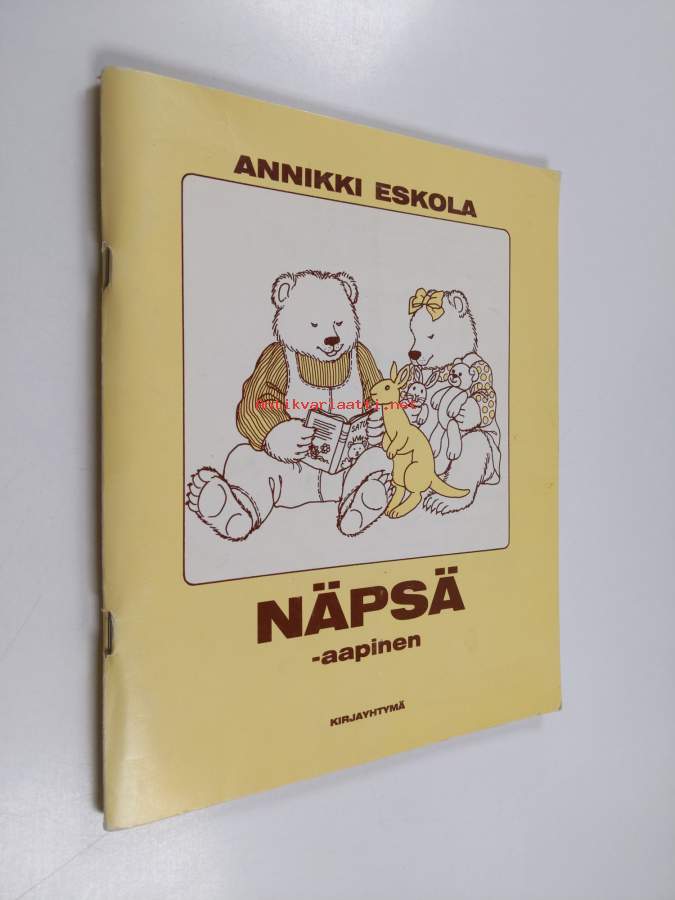 ANNIKKI ESKOLA
Antikvariaatti.net
SATU
NÄPSÄ
-aapinen
KIRJAYHTYMÄ